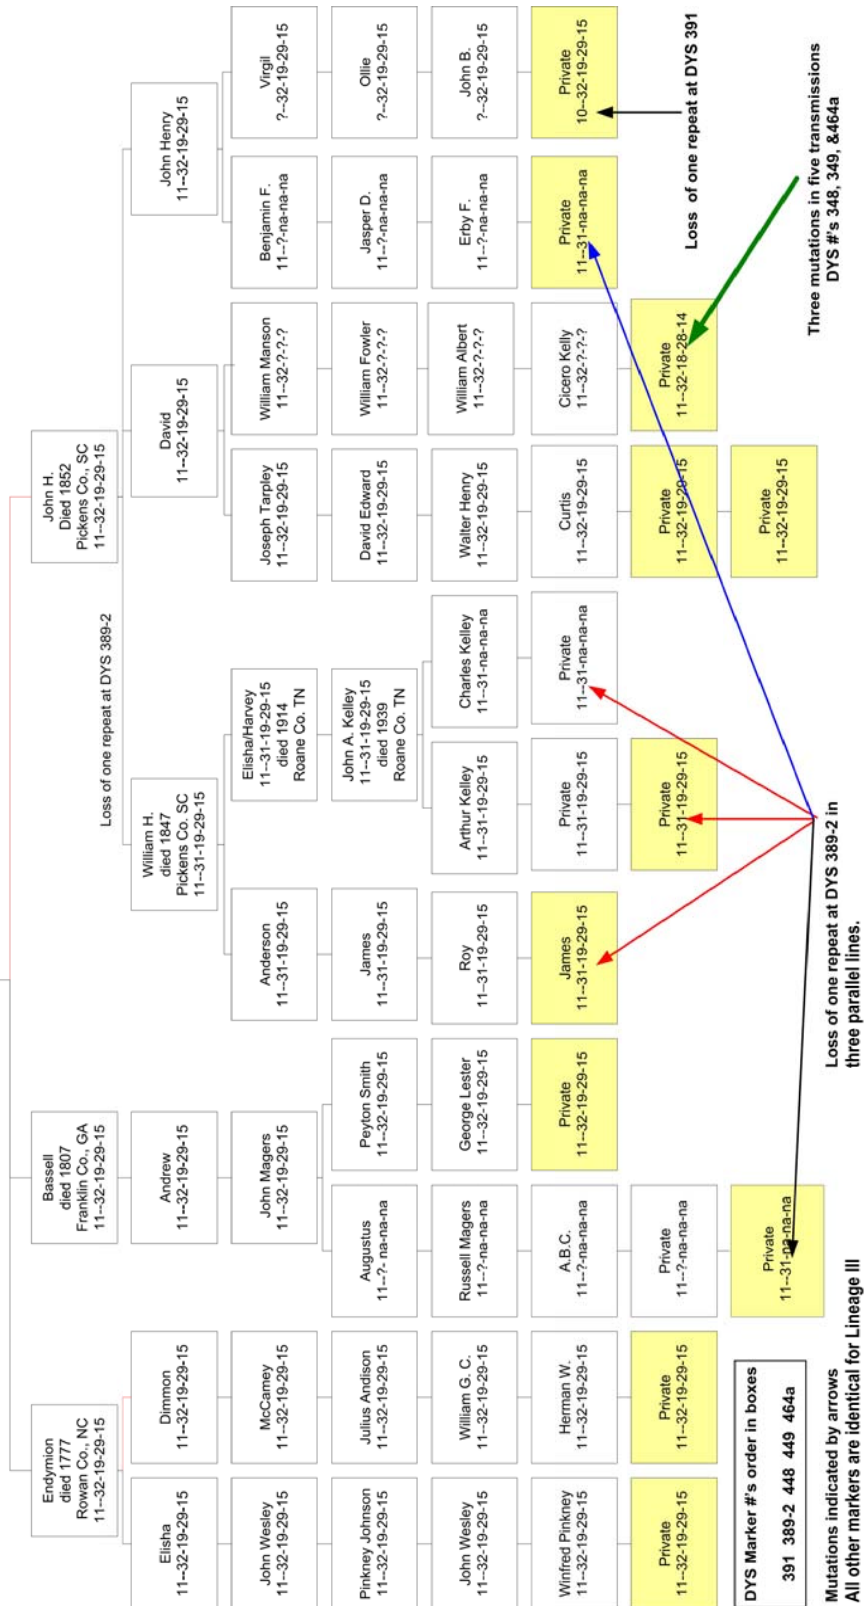 Endymion
died 1777
Rowan Co., NC
11--32-19-29-15
Bassell
died 1807
Franklin Co., GA
11--32-19-29-15
John H.
Died 1852
Pickens Co., SC
11--32-19-29-15
Loss of one repeat at DYS 389-2
Elisha
11--32-19-29-15
Dimmon
11--32-19-29-15
Andrew
11--32-19-29-15
William H.
died 1847
Pickens Co. SC
11--31-19-29-15
David
11--32-19-29-15
John Henry
11--32-19-29-15
John Wesley
11--32-19-29-15
McCamey
11--32-19-29-15
John Magers
11--32-19-29-15
Anderson
11--31-19-29-15
Elisha/Harvey
11--31-19-29-15
died 1914
Roane Co. TN
Joseph Tarpley
11--32-19-29-15
William Manson
11--32-?-?-?
Benjamin F.
11--?-na-na-na
Virgil
?--32-19-29-15
Pinkney Johnson
11--32-19-29-15
Julius Andison
11--32-19-29-15
Augustus
11--?- na-na-na
Peyton Smith
11--32-19-29-15
James
11--31-19-29-15
John A. Kelley
11--31-19-29-15
died 1939
Roane Co. TN
David Edward
11--32-19-29-15
William Fowler
11--32-?-?-?
Jasper D.
11--?-na-na-na
Ollie
?--32-19-29-15
John Wesley
11--32-19-29-15
William G. C.
11--32-19-29-15
Russell Magers
11--?-na-na-na
George Lester
11--32-19-29-15
Roy
11--31-19-29-15
Arthur Kelley
11--31-19-29-15
Charles Kelley
11--31-na-na-na
Walter Henry
11--32-19-29-15
William Albert
11--32-?-?-?
Erby F.
11--?-na-na-na
John B.
?--32-19-29-15
Winfred Pinkney
11--32-19-29-15
Herman W.
11--32-19-29-15
A.B.C.
11--?-na-na-na
Private
11--32-19-29-15
James
11--31-19-29-15
Private
11--31-19-29-15
Private
11--31-na-na-na
Curtis
11--32-19-29-15
Cicero Kelly
11--32-?-?-?
Private
11--31-na-na-na
Private
10--32-19-29-15
Private
11--32-19-29-15
Private
11--32-19-29-15
Private
11--?-na-na-na
Private
11--31-19-29-15
Private
11--32-19-29-15
Private
11--32-18-28-14
Loss of one repeat at DYS 391
DYS Marker #'s order in boxes
391 389-2 448 449 464a
Private
11--31-na-na-na
Private
11--32-19-29-15
Three mutations in five transmissions
DYS #'s 348, 349, &464a
Mutations indicated by arrows
All other markers are identical for Lineage III
Loss of one repeat at DYS 389-2 in
three parallel lines.